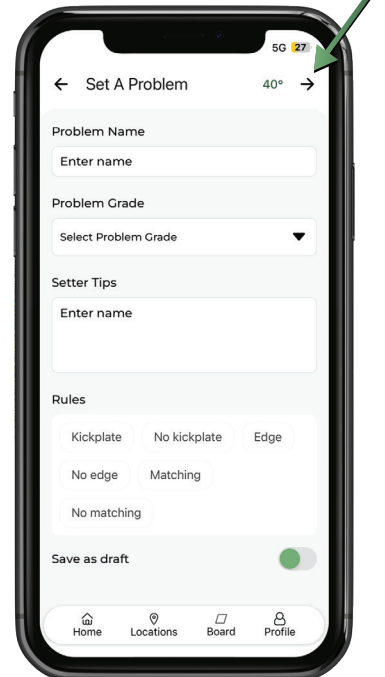 5G 27
Set A Problem 40°
Problem Name
Enter name
Problem Grade
Select Problem Grade
Setter Tips
Enter name
Rules
Kickplate No kickplate Edge
No edge Matching
No matching
Save as draft
Home Locations Board Profile